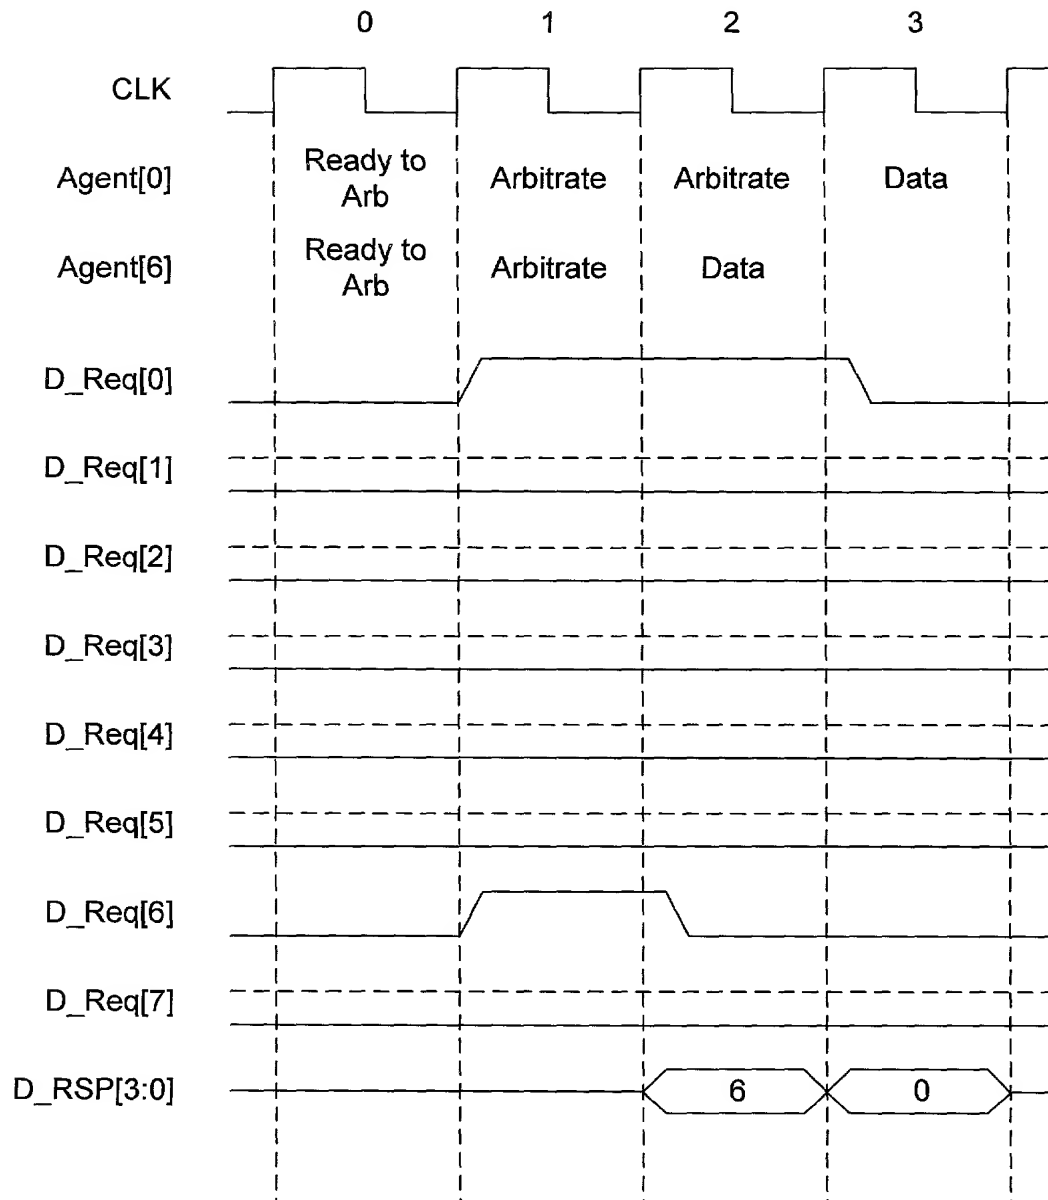 0 1 2 3
CLK
Agent[0] Ready to Arb Arbitrate Arbitrate Data
Agent[6] Ready to Arb Arbitrate Data
D_Req[0]
D_Req[1]
D_Req[2]
D_Req[3]
D_Req[4]
D_Req[5]
D_Req[6]
D_Req[7]
D_RSP[3:0] 6 0